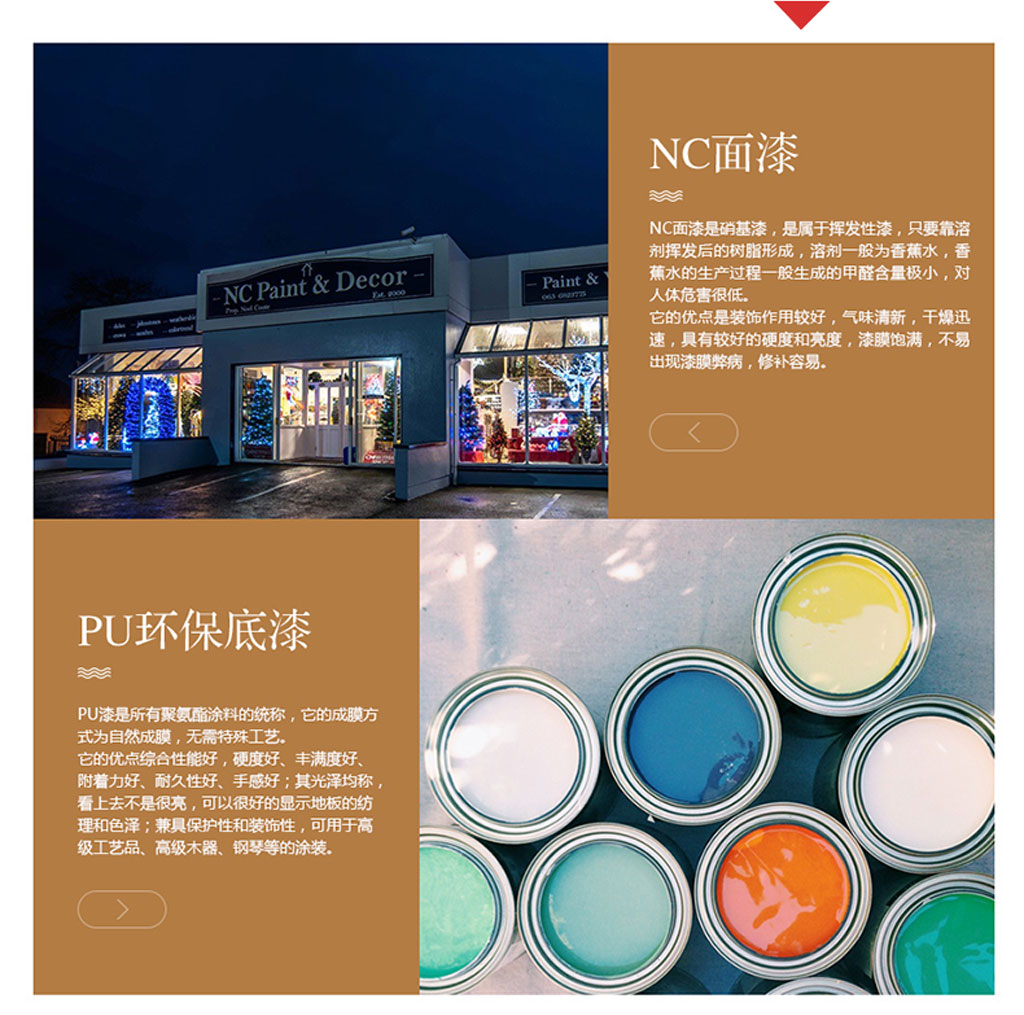 NC面漆
NC面漆是硝基漆，是属于挥发性漆，只要靠溶
剂挥发后的树脂形成，溶剂一般为香蕉水，香
蕉水的生产过程一般生成的甲醛含量极小，对
人体危害很低。
它的优点是装饰作用较好，气味清新，干燥迅
速，具有较好的硬度和亮度，漆膜饱满，不易
出现漆膜弊病，修补容易。
NC Paint & Decor
Est. 2000
Prop. Noel Coote
Paint &
063 0623775
PU环保底漆
PU漆是所有聚氨酯涂料的统称，它的成膜方
式为自然成膜，无需特殊工艺。
它的优点综合性能好，硬度好、丰满度好、
附着力好、耐久性好、手感好；其光泽均称，
看上去不是很亮，可以很好的显示地板的纺
理和色泽；兼具保护性和装饰性，可用于高
级工艺品、高级木器、钢琴等的涂装。